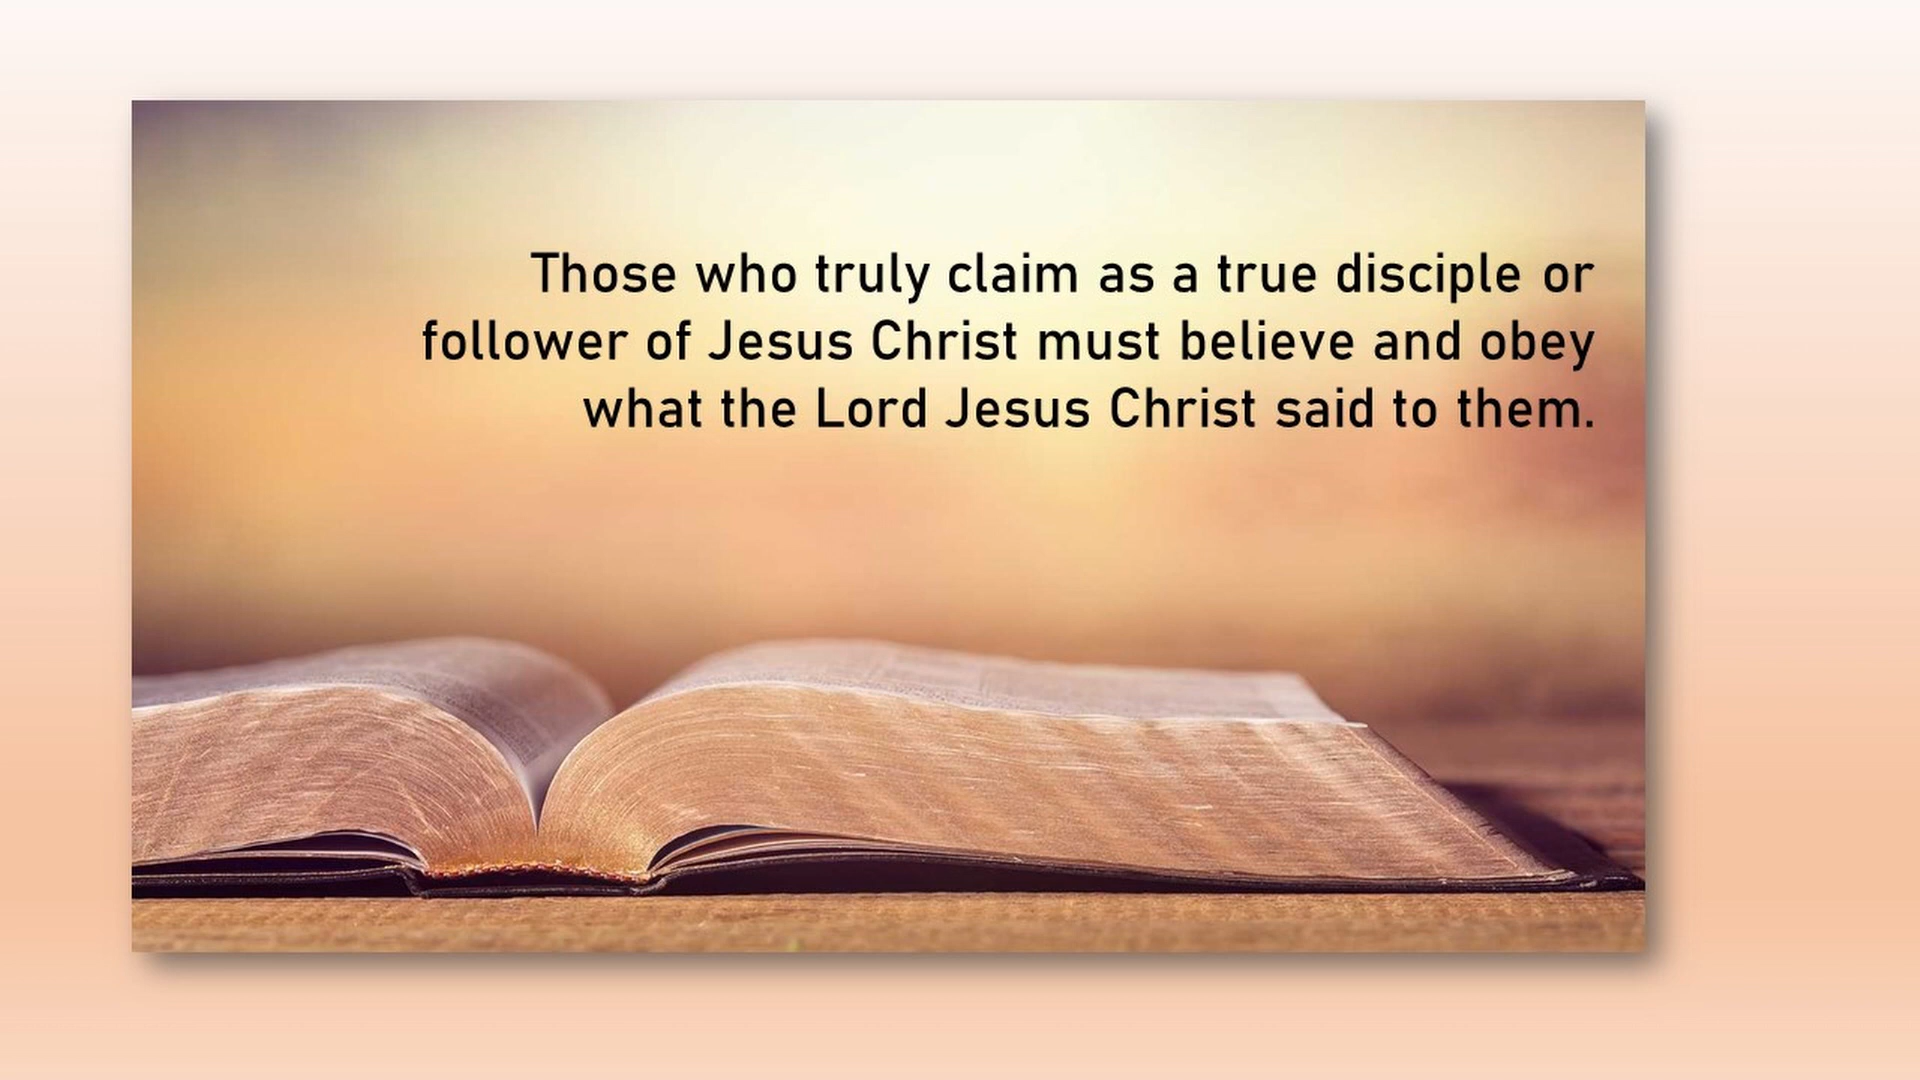 Those who truly claim as a true disciple or
follower of Jesus Christ must believe and obey
what the Lord Jesus Christ said to them.